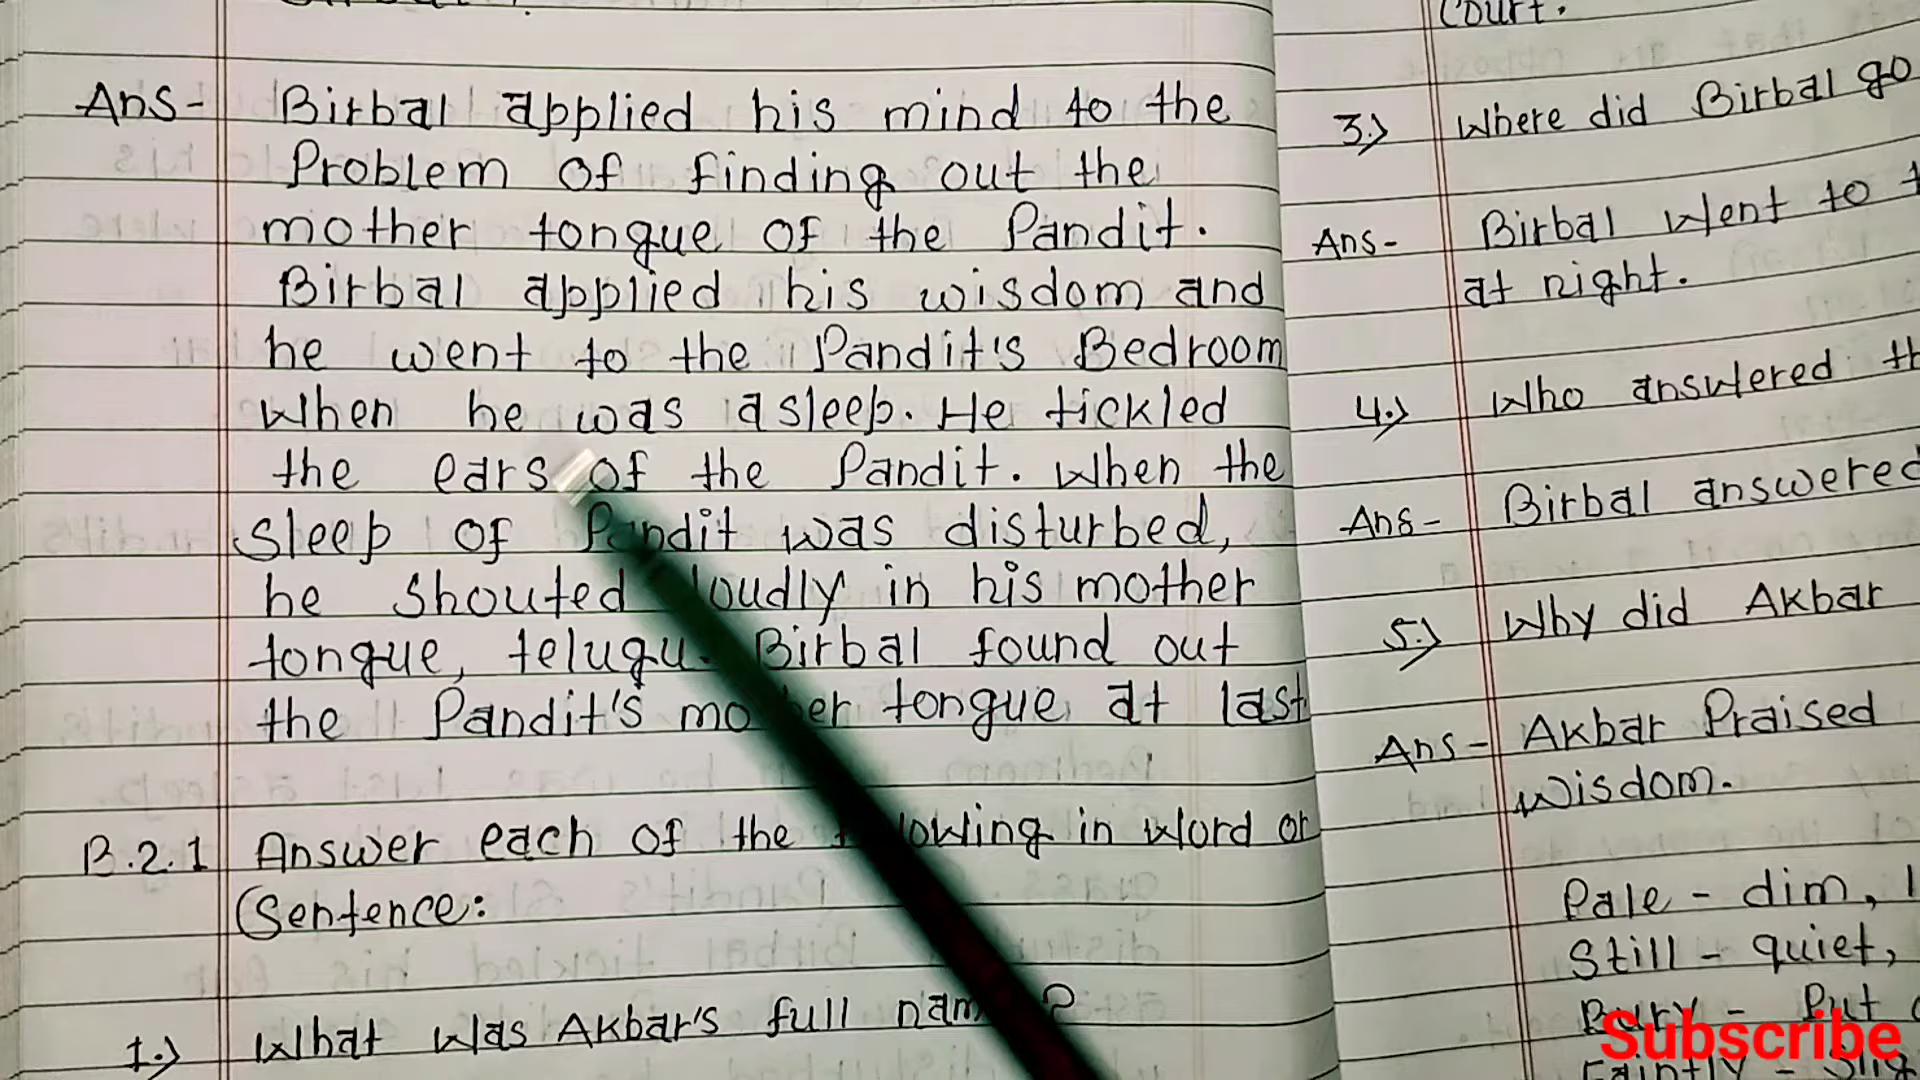 Ans- Birbal applied his mind to the
Problem of finding out the
mother tongue of the Pandit.
Birbal applied his wisdom and
he went to the Pandit's Bedroom
when he was asleep. He tickled
the ears of the Pandit. When the
sleep of Pandit was disturbed,
he shouted loudly in his mother
tongue, telugu. Birbal found out
the Pandit's mother tongue at last
B.2.1 Answer each of the following in word or
(Sentence:
1.) What was Akbar's full name?
Court.
3.) Where did Birbal go
Ans- Birbal went to
at night.
4.) Who answered
Ans- Birbal answered
5.) Why did Akbar
Ans- Akbar Praised
wisdom.
Pale - dim,
Still - quiet,
Bury - Put
Faintly -
Subscribe